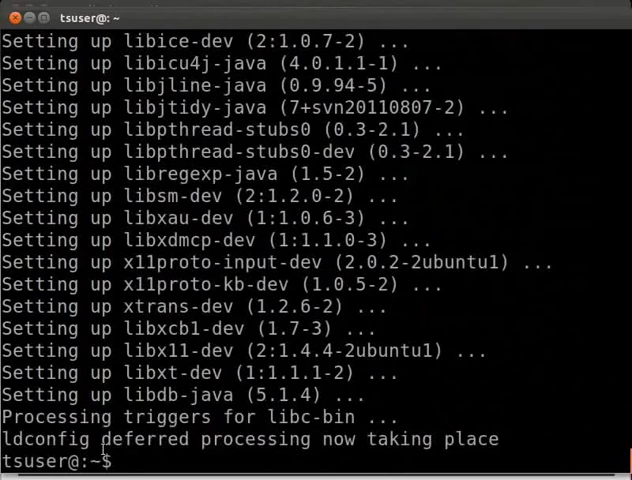 tsuser@: ~
Setting up libice-dev (2:1.0.7-2) ...
Setting up libicu4j-java (4.0.1.1-1) ...
Setting up libjline-java (0.9.94-5) ...
Setting up libjtidy-java (7+svn20110807-2) ...
Setting up libpthread-stubs0 (0.3-2.1) ...
Setting up libpthread-stubs0-dev (0.3-2.1) ...
Setting up libregexp-java (1.5-2) ...
Setting up libsm-dev (2:1.2.0-2) ...
Setting up libxau-dev (1:1.0.6-3) ...
Setting up libxdmcp-dev (1:1.1.0-3) ...
Setting up x11proto-input-dev (2.0.2-2ubuntu1) ...
Setting up x11proto-kb-dev (1.0.5-2) ...
Setting up xtrans-dev (1.2.6-2) ...
Setting up libxcb1-dev (1.7-3) ...
Setting up libx11-dev (2:1.4.4-2ubuntu1) ...
Setting up libxt-dev (1:1.1.1-2) ...
Setting up libdb-java (5.1.4) ...
Processing triggers for libc-bin ...
ldconfig deferred processing now taking place
tsuser@:~$